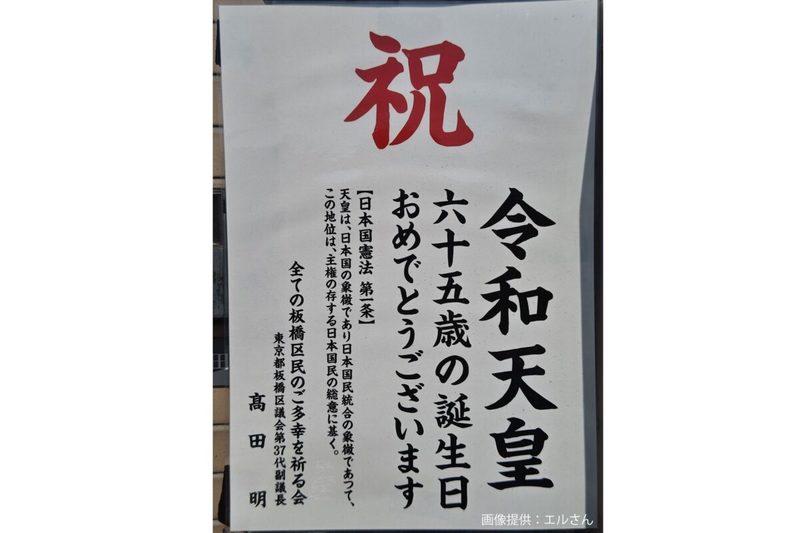 祝
令和天皇
六十五歳の誕生日
おめでとうございます
【日本国憲法 第一条】
天皇は、日本国の象徴であり日本国民統合の象徴であつて、
この地位は、主権の存する日本国民の総意に基く。
全ての板橋区民のご多幸を祈る会
東京都板橋区議会第37代副議長
髙田明
画像提供：エルさん